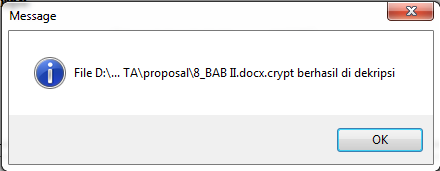 Message
File D:\... TA\proposal\8_BAB II.docx.crypt berhasil di dekripsi
OK